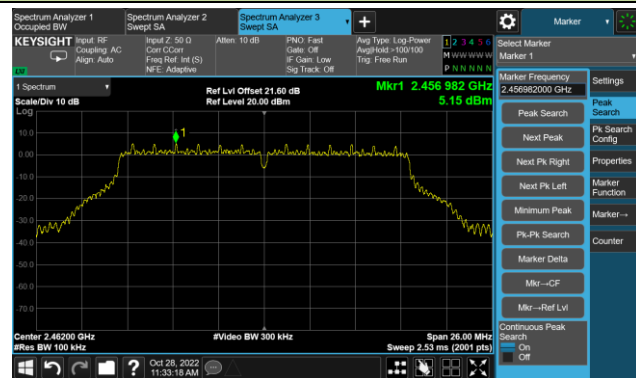 Spectrum Analyzer 1
Occupied BW
Spectrum Analyzer 2
Swept SA
Spectrum Analyzer 3
Swept SA
Marker
KEYSIGHT
Input: RF
Coupling: AC
Align: Auto
Input Z: 50 Ω
Corr CCorr
Freq Ref: Int (S)
NFE: Adaptive
Atten: 10 dB
PNO: Fast
Gate: Off
IF Gain: Low
Sig Track: Off
Avg Type: Log-Power
Avg|Hold:>100/100
Trig: Free Run
1 2 3 4 5 6
M W W W W W
P N N N N N
Select Marker
Marker 1
1 Spectrum
Scale/Div 10 dB
Ref Lvl Offset 21.60 dB
Ref Level 20.00 dBm
Mkr1 2.456 982 GHz
5.15 dBm
Log
10.0
0.00
-10.0
-20.0
-30.0
-40.0
-50.0
-60.0
-70.0
1
Center 2.46200 GHz
#Res BW 100 kHz
#Video BW 300 kHz
Span 26.00 MHz
Sweep 2.53 ms (2001 pts)
Marker Frequency
2.456982000 GHz
Peak Search
Next Peak
Next Pk Right
Next Pk Left
Minimum Peak
Pk-Pk Search
Marker Delta
Mkr→CF
Mkr→Ref Lvl
Continuous Peak
Search
On
Off
Settings
Peak
Search
Pk Search
Config
Properties
Marker
Function
Marker→
Counter
?
Oct 28, 2022
11:33:18 AM